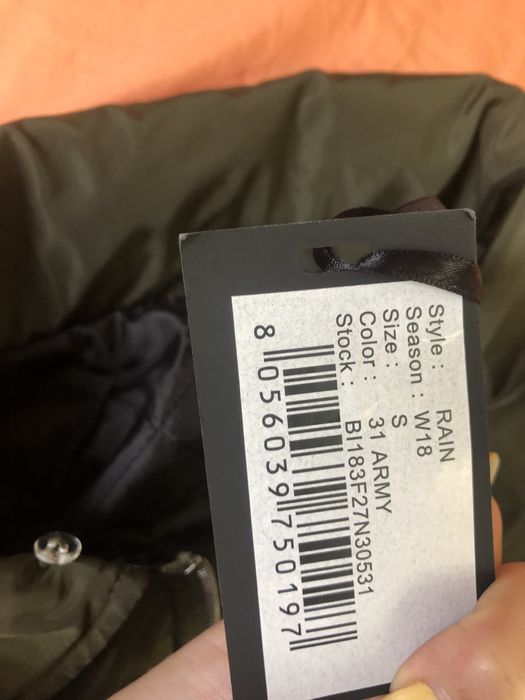 Style : RAIN
Season : W18
Size : S
Color : 31 ARMY
Stock : BI183F27N30531
8 056039 750197